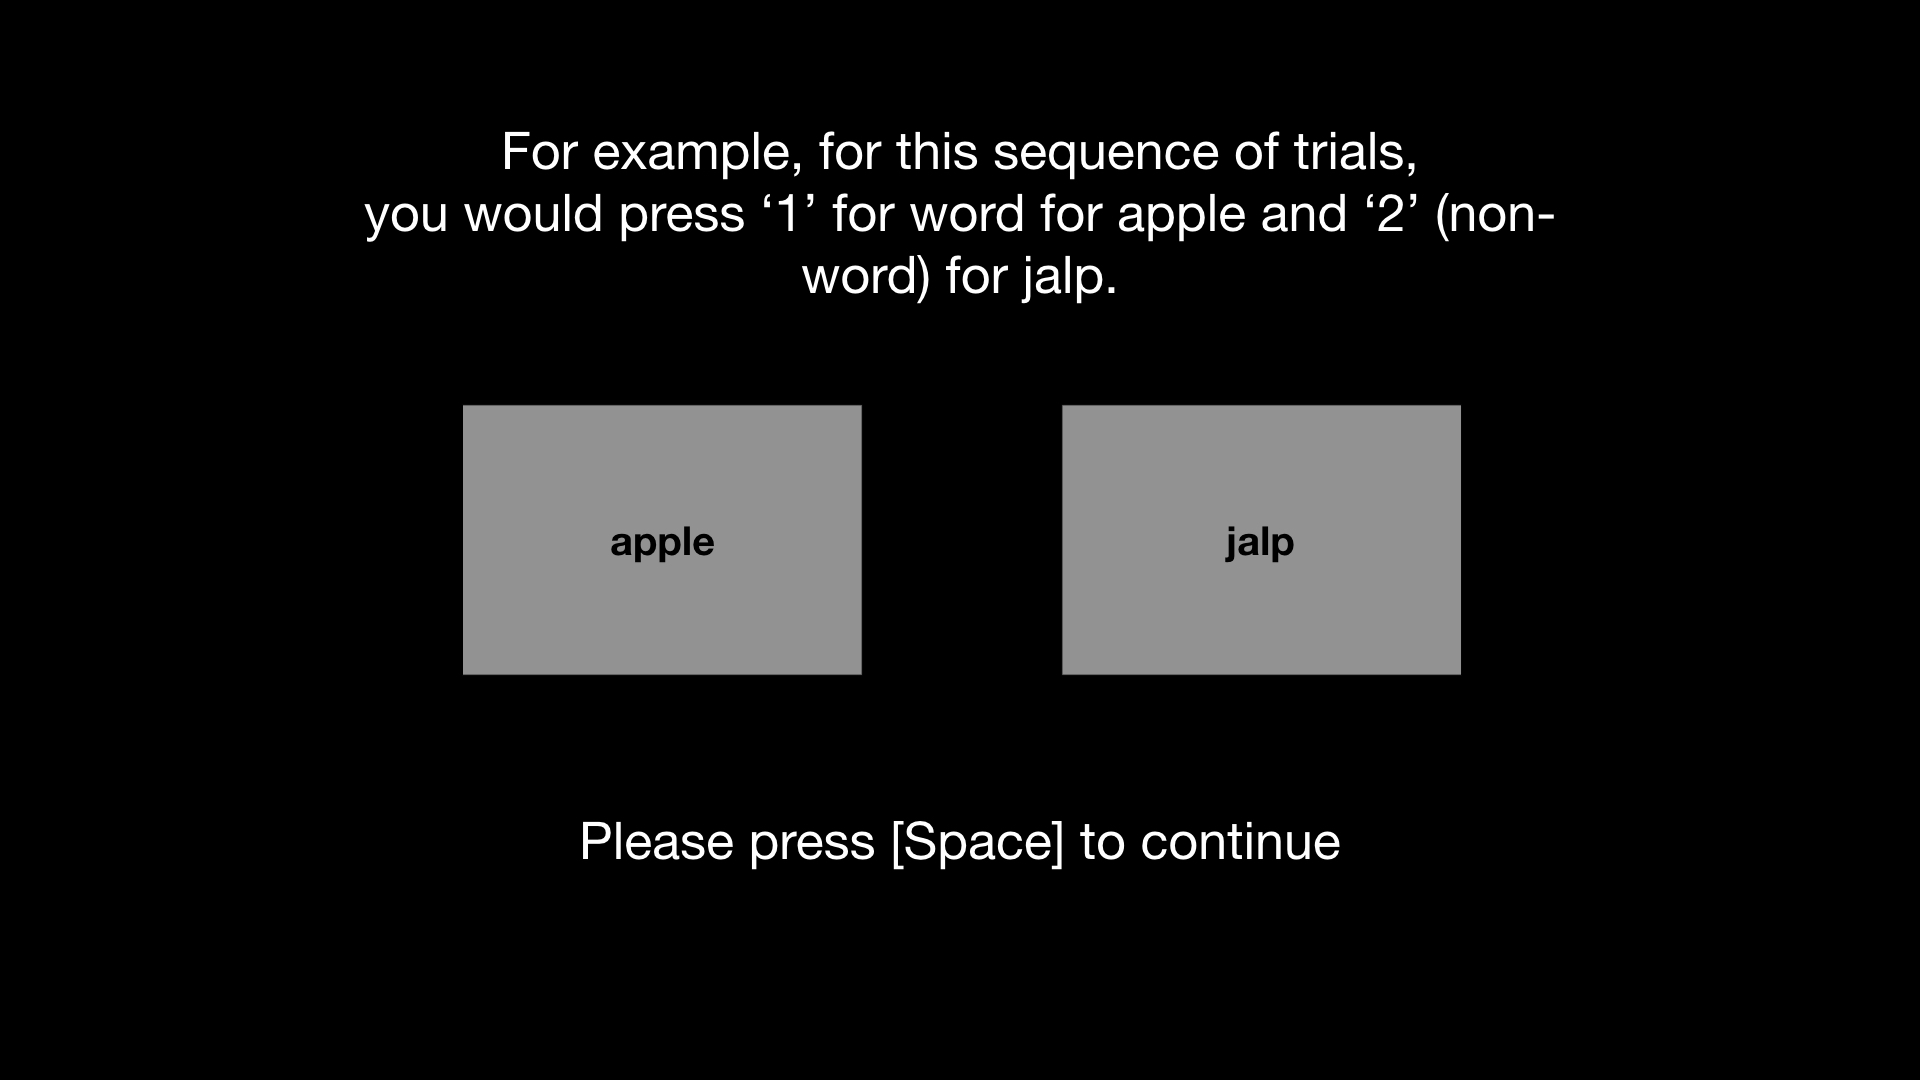 For example, for this sequence of trials,
you would press ‘1’ for word for apple and ‘2’ (non-
word) for jalp.
apple
jalp
Please press [Space] to continue